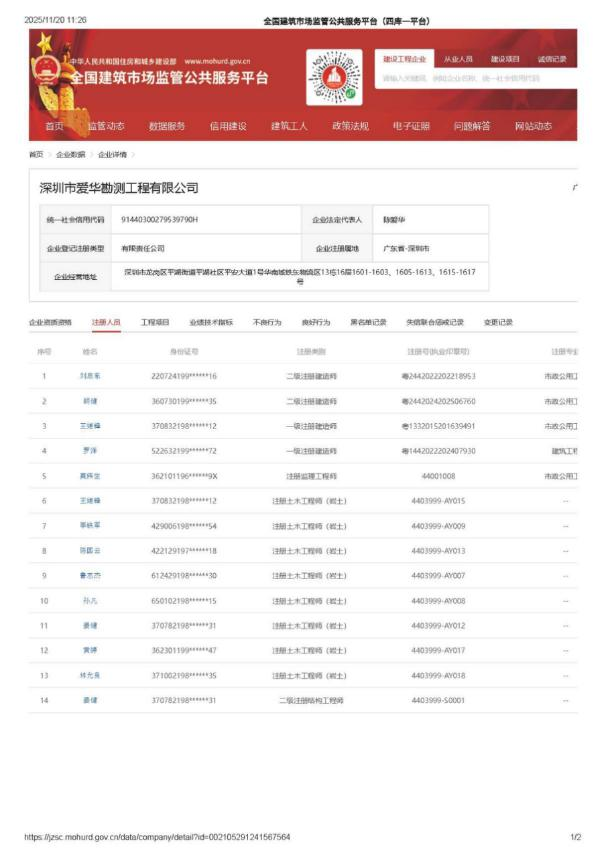 2025/11/20 11:26 全国建筑市场监管公共服务平台（四库一平台）
中华人民共和国住房和城乡建设部 www.mohurd.gov.cn
全国建筑市场监管公共服务平台
建设工程企业 从业人员 建设项目 诚信记录
请输入关键词，例如企业名称、统一社会信用代码
首页 监管动态 数据服务 信用建设 建筑工人 政策法规 电子证照 问题解答 网站动态
首页 > 企业数据 > 企业详情 >
深圳市爱华勘测工程有限公司
统一社会信用代码 91440300279539790H 企业法定代表人 陈爱华
企业登记注册类型 有限责任公司 企业注册属地 广东省-深圳市
企业经营地址 深圳市龙岗区平湖街道平湖社区平安大道1号华南城铁东物流区13栋16层1601-1603、1605-1613、1615-1617
号
企业资质资格 注册人员 工程项目 业绩技术指标 不良行为 良好行为 黑名单记录 失信联合惩戒记录 变更记录
序号 姓名 身份证号 注册类别 注册号(执业印章号) 注册专业
1 220724199******16 二级注册建造师 粤2442022202218953 市政公用工
2 360730199******35 二级注册建造师 粤2442024202506760 市政公用工
3 370832198******12 一级注册建造师 粤1332015201639491 市政公用工
4 罗洋 522632199******72 一级注册建造师 粤1442022202407930 建筑工程
5 362101196******9X 注册监理工程师 44001008 市政公用工
6 370832198******12 注册土木工程师（岩土） 4403999-AY015 --
7 429006198******54 注册土木工程师（岩土） 4403999-AY009 --
8 陈国云 422129197******18 注册土木工程师（岩土） 4403999-AY013 --
9 鲁志杰 612429198******30 注册土木工程师（岩土） 4403999-AY007 --
10 孙凡 650102198******15 注册土木工程师（岩土） 4403999-AY008 --
11 姜健 370782198******31 注册土木工程师（岩土） 4403999-AY012 --
12 黄婷 362301199******47 注册土木工程师（岩土） 4403999-AY017 --
13 林允良 371002198******35 注册土木工程师（岩土） 4403999-AY018 --
14 姜健 370782198******31 二级注册结构工程师 4403999-S0001 --
https://jzsc.mohurd.gov.cn/data/company/detail?id=002105291241567564 1/2